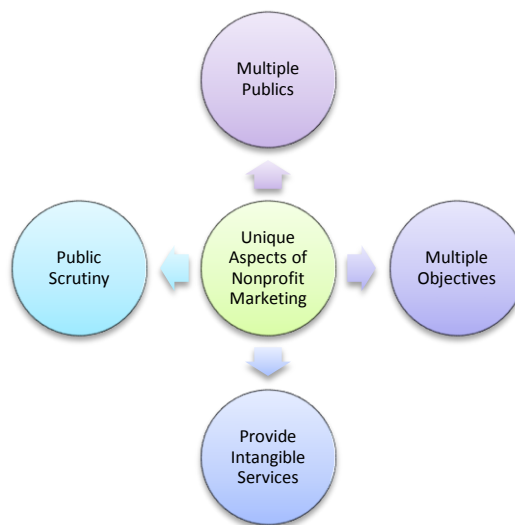 Multiple
Publics
Public
Scrutiny
Unique
Aspects of
Nonprofit
Marketing
Multiple
Objectives
Provide
Intangible
Services